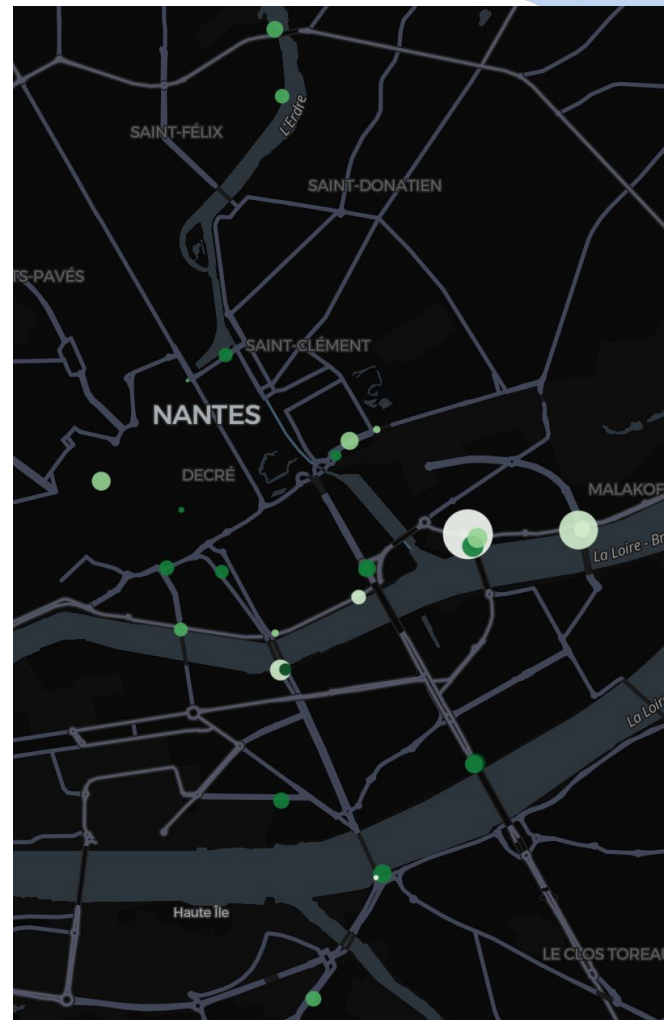 L'Erdre
SAINT-FÉLIX
SAINT-DONATIEN
TS-PAVÉS
SAINT-CLÉMENT
NANTES
DECRÉ
MALAKOF
La Loire - Br
La Loire
Haute Île
LE CLOS TOREAU